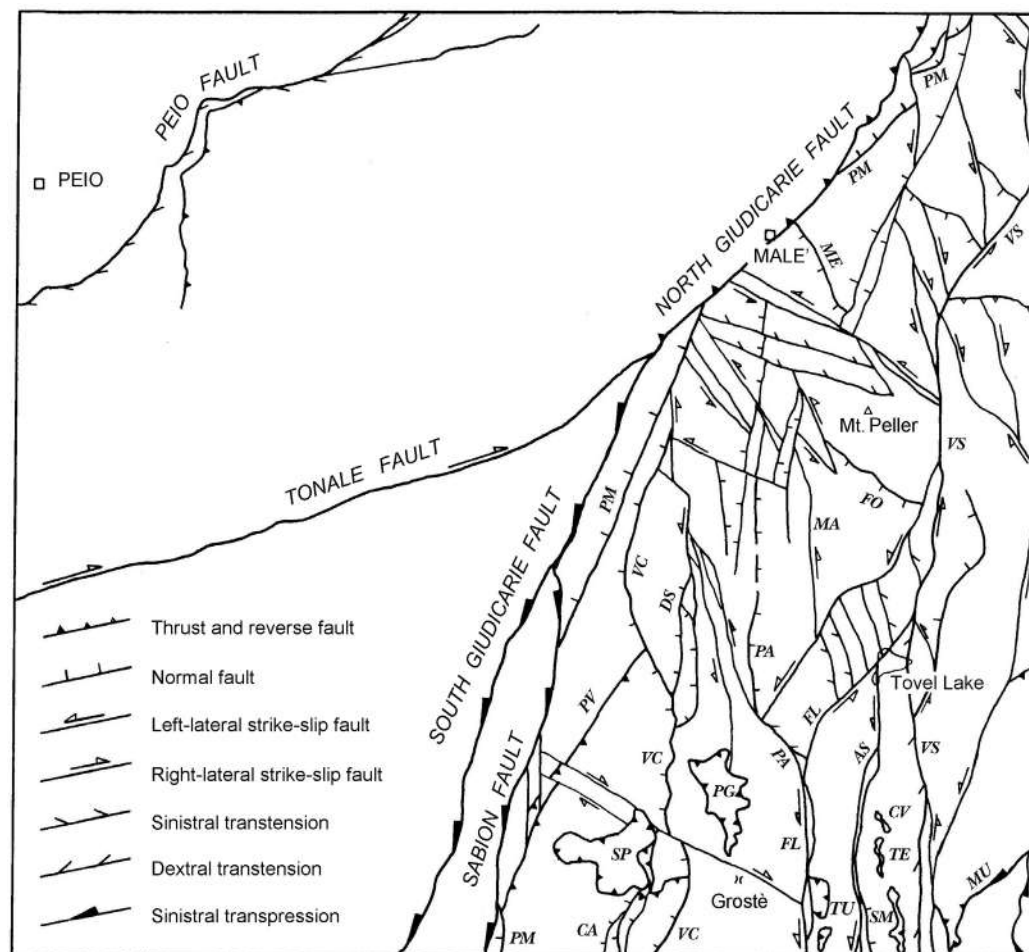 PEIO FAULT
PEIO
PM
NORTH GIUDICARIE FAULT
PM
VS
MALE'
ME
Mt. Peller
TONALE FAULT
VS
PM
FO
MA
SOUTH GIUDICARIE FAULT
VC
DS
Thrust and reverse fault
PA
Normal fault
Tovel Lake
PV
FL
Left-lateral strike-slip fault
VC
PA
AS
VS
Right-lateral strike-slip fault
SABION FAULT
PG
CV
Sinistral transtension
SP
FL
TE
Dextral transtension
Grostè
MU
Sinistral transpression
TU
SM
PM
CA
VC